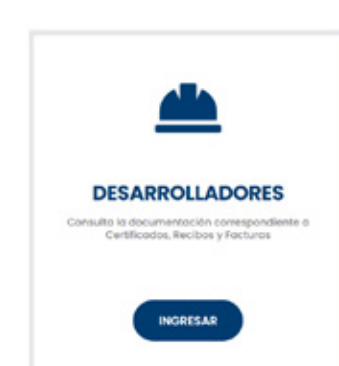 DESARROLLADORES
Consulta la documentación correspondiente a
Certificados, Recibos y Facturas
INGRESAR